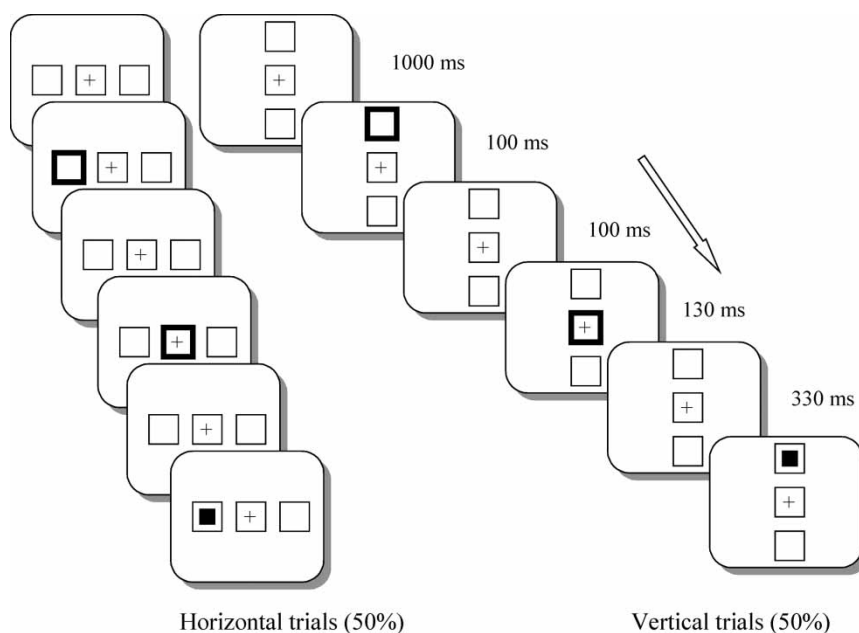 1000 ms
100 ms
100 ms
130 ms
330 ms
Horizontal trials (50%)
Vertical trials (50%)